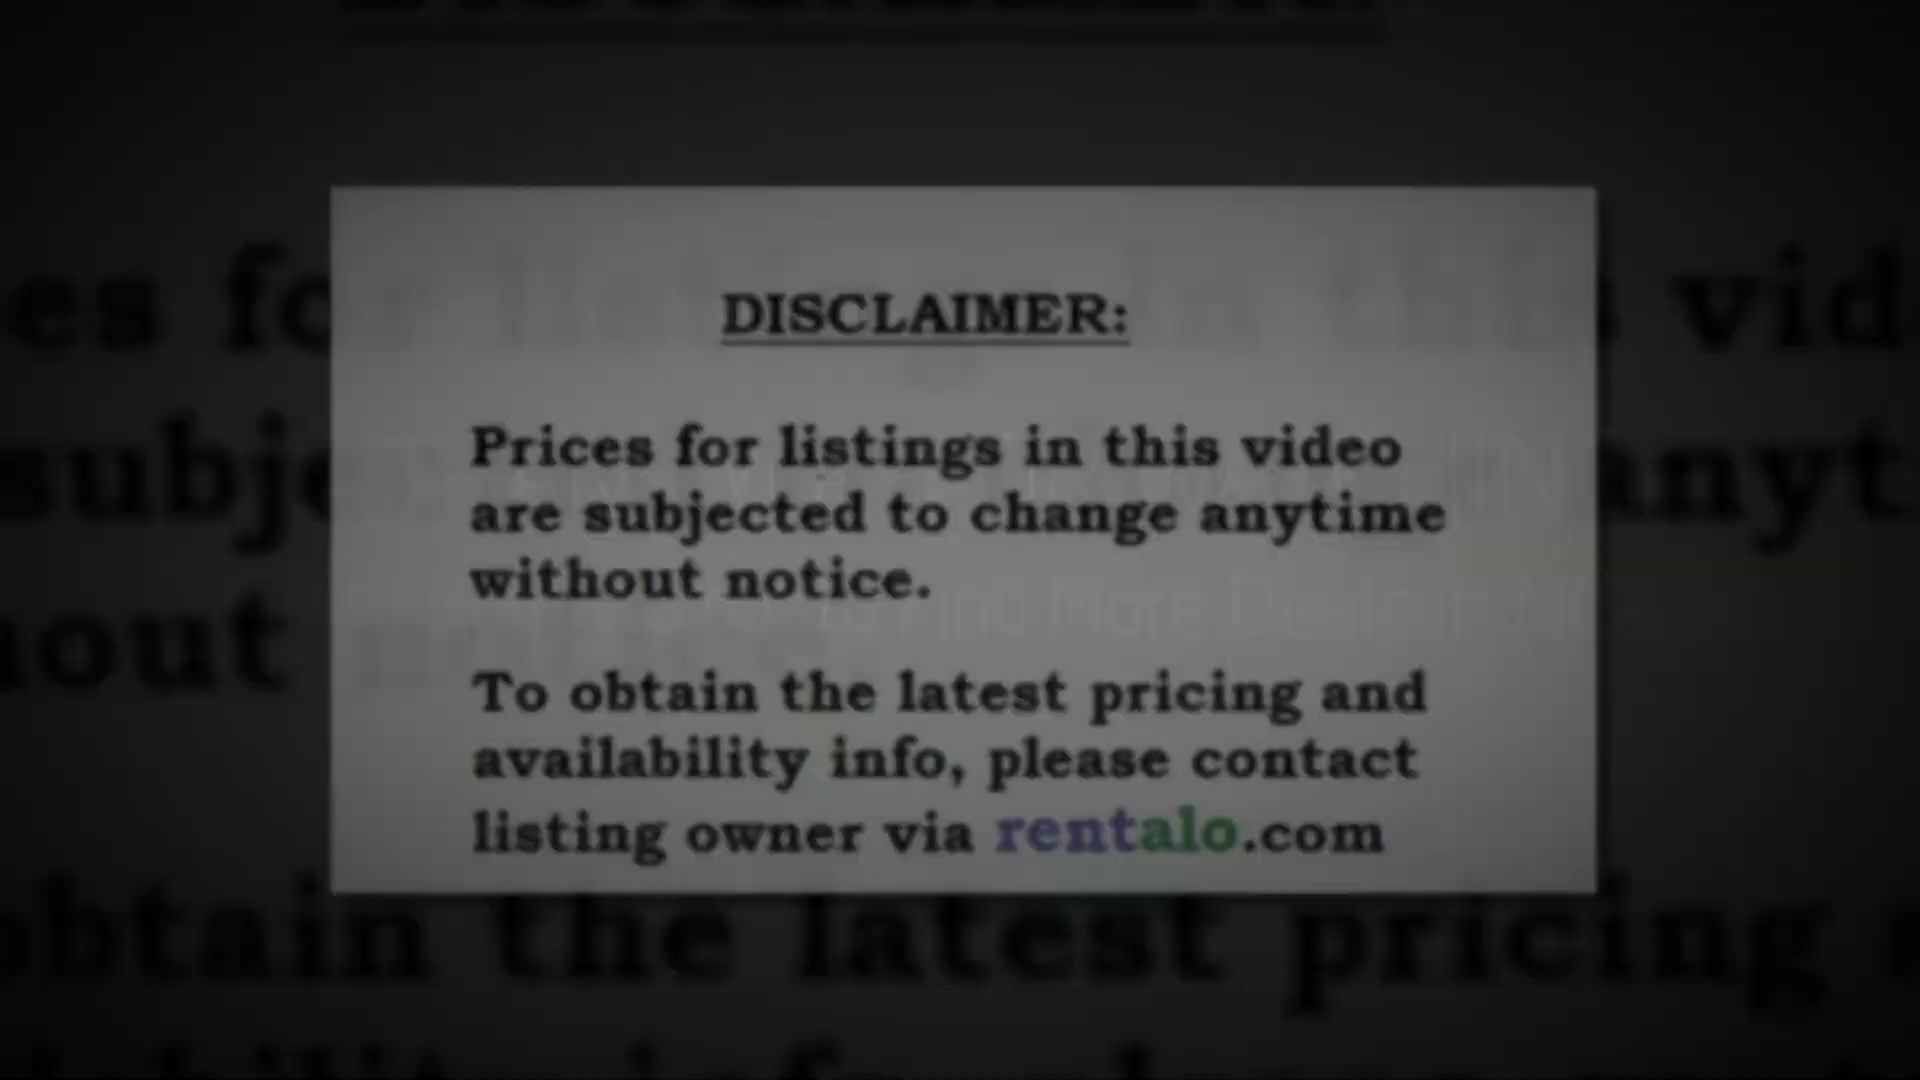 DISCLAIMER:
Prices for listings in this video
are subjected to change anytime
without notice.
To obtain the latest pricing and
availability info, please contact
listing owner via rentalo.com